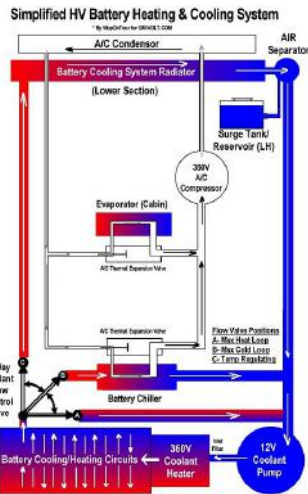 Simplified HV Battery Heating & Cooling System
A/C Condensor
AIR
Separator
Battery Cooling System Radiator
(Lower Section)
Surge Tank/
Reservoir (LH)
360V
A/C
Compressor
Evaporator (Cabin)
A/C Thermal Expansion Valve
A/C Thermal Expansion Valve
Flow Valve Positions
A- Max Heat Loop
B- Max Cold Loop
C- Temp Regulating
Battery Chiller
C
B
A
Battery Cooling/Heating Circuits
360V
Coolant
Heater
Filter
12V
Coolant
Pump